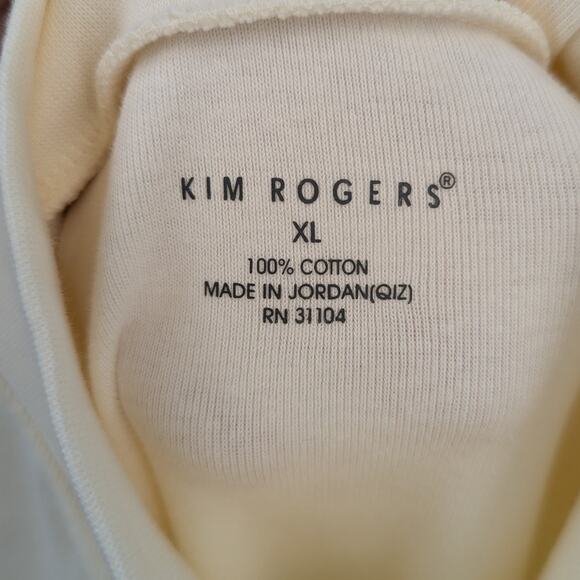 KIM ROGERS®
XL
100% COTTON
MADE IN JORDAN(QIZ)
RN 31104